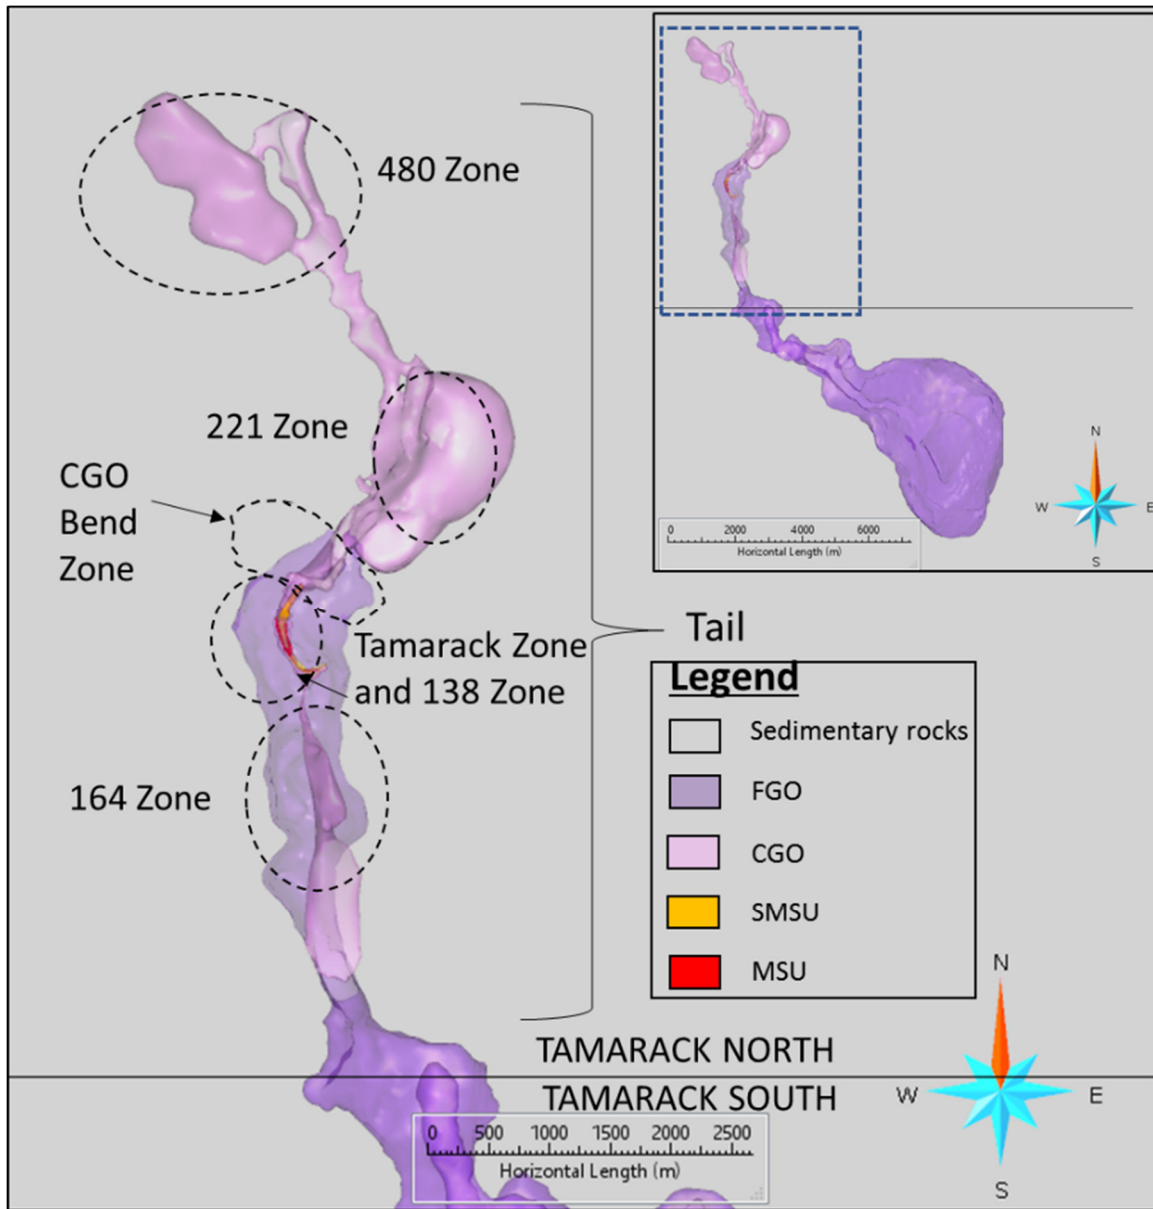 480 Zone
221 Zone
CGO
Bend
Zone
Tamarack Zone
and 138 Zone
164 Zone
Tail
N
W
E
S
0 2000 4000 6000
Horizontal Length (m)
Legend
Sedimentary rocks
FGO
CGO
SMSU
MSU
TAMARACK NORTH
TAMARACK SOUTH
N
W
E
S
0 500 1000 1500 2000 2500
Horizontal Length (m)